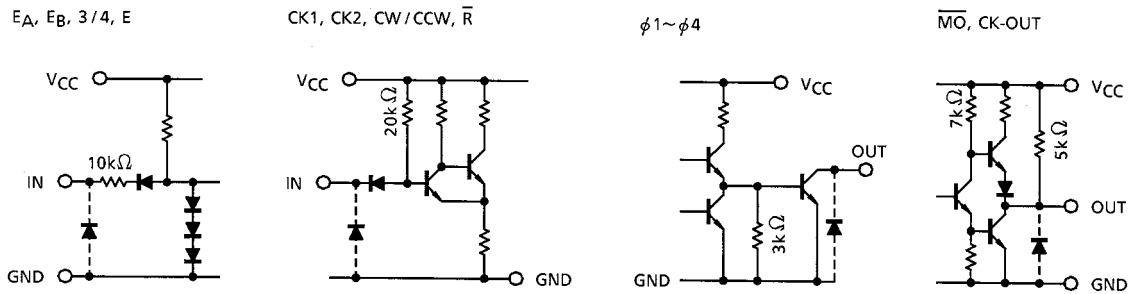 E_A, E_B, 3/4, E
V_CC
10kΩ
IN
GND
CK1, CK2, CW/CCW, R̅
V_CC
20kΩ
IN
GND
ϕ1~ϕ4
V_CC
OUT
3kΩ
GND
M̅O̅, CK-OUT
V_CC
7kΩ
5kΩ
OUT
GND